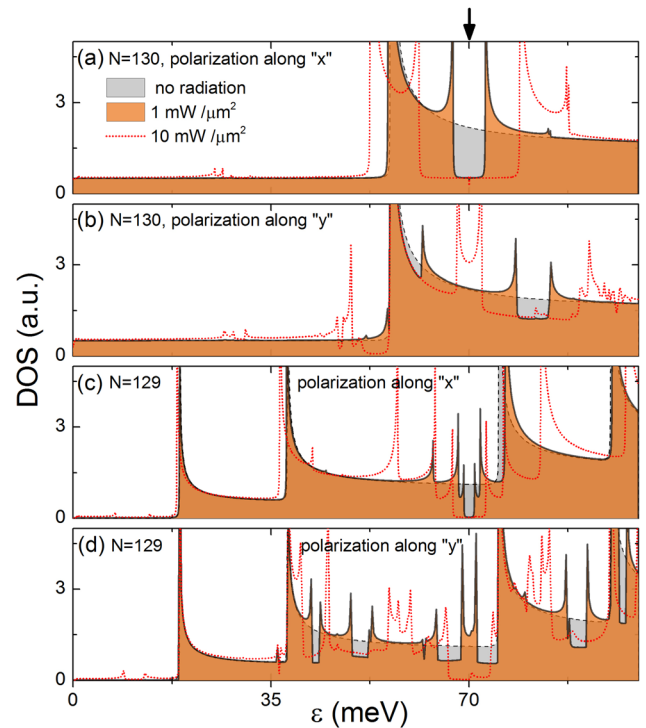 (a) N=130, polarization along "x"
no radiation
1 mW /μm²
10 mW /μm²
3
0
(b) N=130, polarization along "y"
3
0
(c) N=129 polarization along "x"
3
0
(d) N=129 polarization along "y"
3
0
0 35 70
DOS (a.u.)
ε (meV)